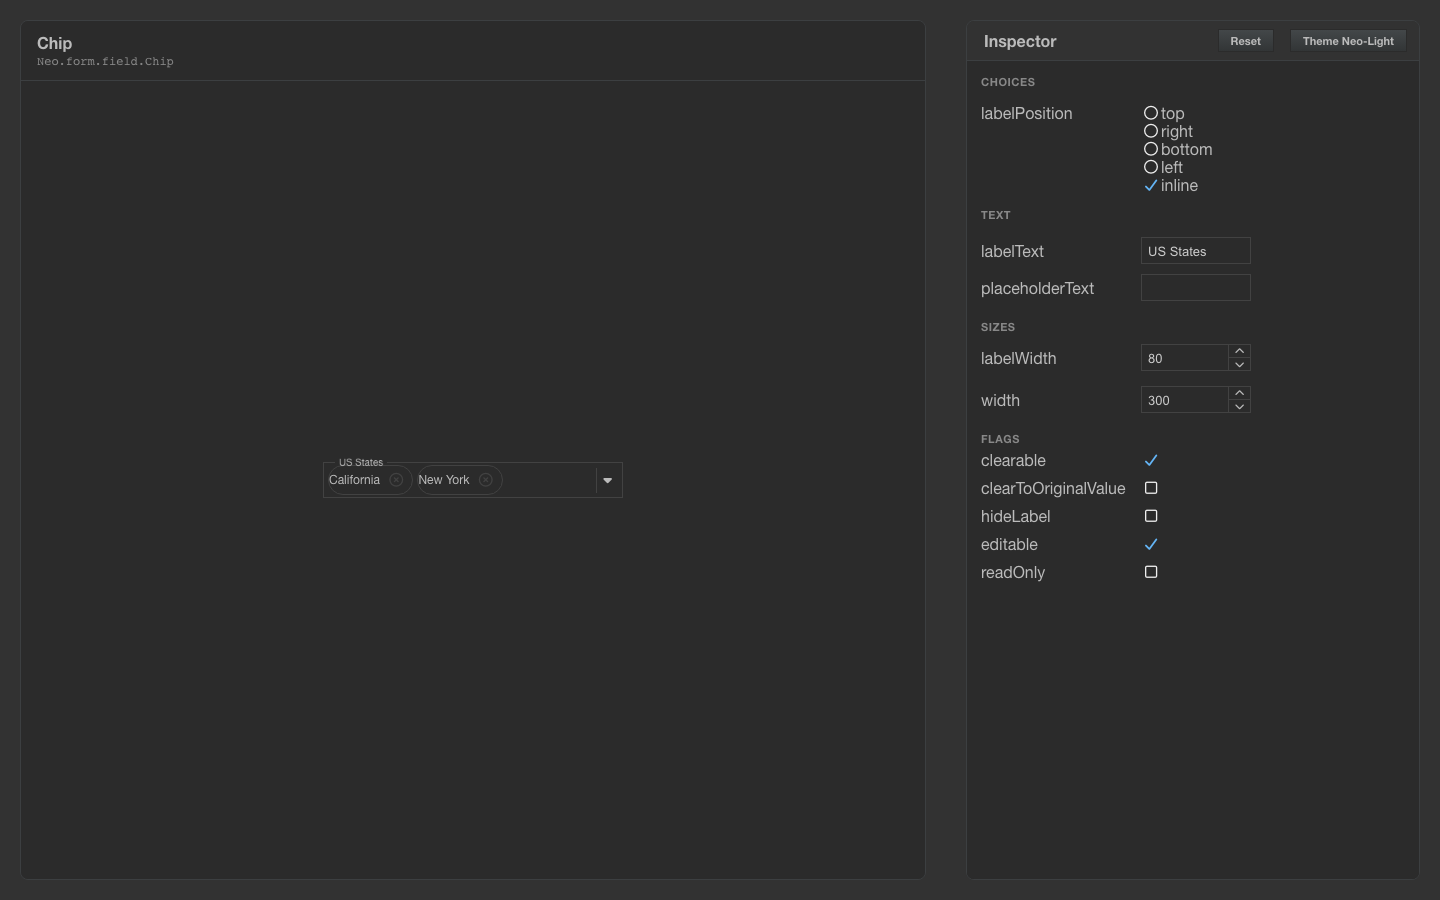 Chip
Neo.form.field.Chip
US States
California
New York
Inspector
Reset
Theme Neo-Light
CHOICES
labelPosition
top
right
bottom
left
inline
TEXT
labelText
US States
placeholderText
SIZES
labelWidth
80
width
300
FLAGS
clearable
clearToOriginalValue
hideLabel
editable
readOnly